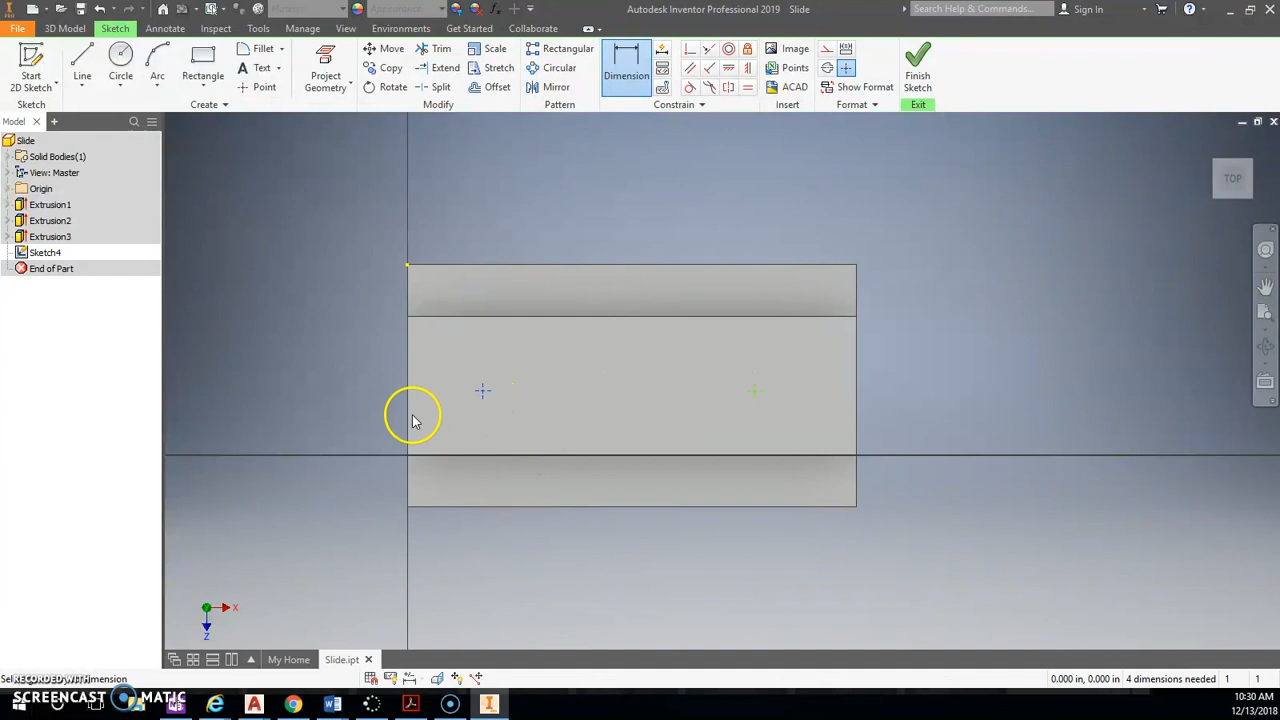 Material
Appearance
Autodesk Inventor Professional 2019 Slide
Search Help & Commands...
Sign In
File
3D Model
Sketch
Annotate
Inspect
Tools
Manage
View
Environments
Get Started
Collaborate
Start
2D Sketch
Line
Circle
Arc
Rectangle
Fillet
Text
Point
Project
Geometry
Move
Copy
Rotate
Trim
Extend
Split
Scale
Stretch
Offset
Rectangular
Circular
Mirror
Dimension
Image
Points
ACAD
Show Format
Finish
Sketch
Sketch
Create
Modify
Pattern
Constrain
Insert
Format
Exit
Model
Slide
Solid Bodies(1)
View: Master
Origin
Extrusion1
Extrusion2
Extrusion3
Sketch4
End of Part
TOP
X
Z
My Home
Slide.ipt
RECORDED WITH
SCREENCAST MATIC
0.000 in, 0.000 in
4 dimensions needed
1
1
10:30 AM
12/13/2018